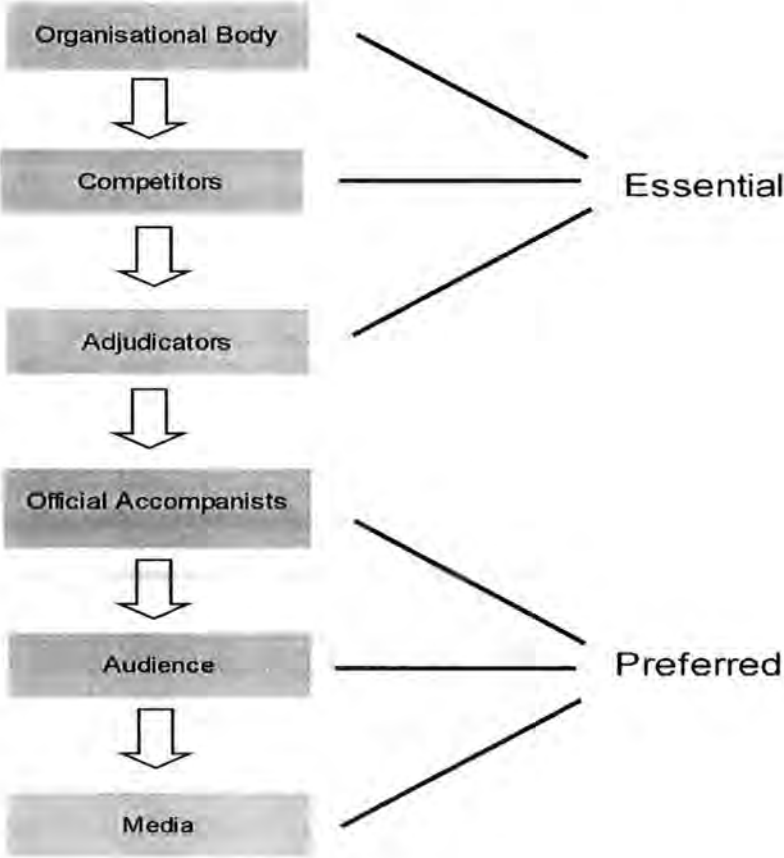 Organisational Body
Competitors
Essential
Adjudicators
Official Accompanists
Audience
Preferred
Media